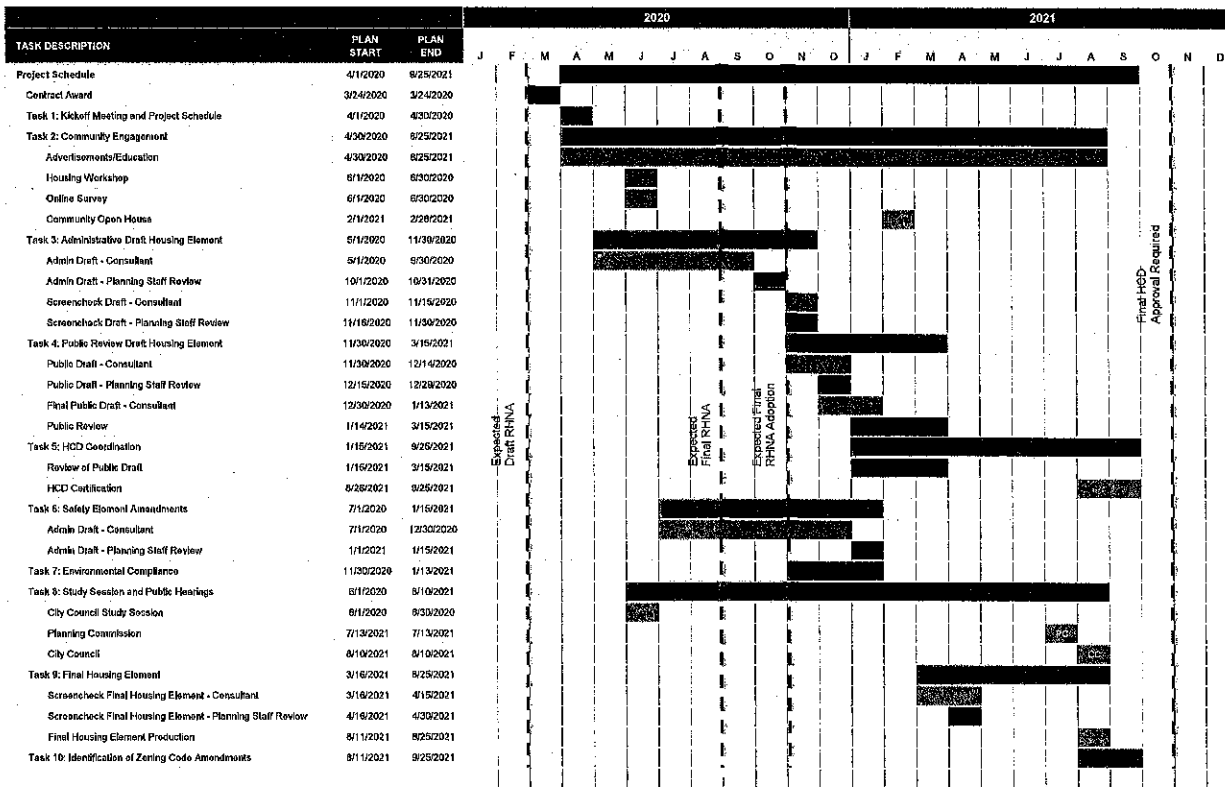 2020 2021
TASK DESCRIPTION PLAN START PLAN END J F M A M J J A S O N D J F M A M J J A S O N D
Project Schedule 4/1/2020 9/25/2021
Contract Award 3/24/2020 3/24/2020
Task 1: Kickoff Meeting and Project Schedule 4/1/2020 4/30/2020
Task 2: Community Engagement 4/30/2020 8/25/2021
Advertisements/Education 4/30/2020 8/25/2021
Housing Workshop 6/1/2020 6/30/2020
Online Survey 6/1/2020 6/30/2020
Community Open House 2/1/2021 2/28/2021
Task 3: Administrative Draft Housing Element 5/1/2020 11/30/2020
Admin Draft - Consultant 5/1/2020 9/30/2020
Admin Draft - Planning Staff Review 10/1/2020 10/31/2020
Screencheck Draft - Consultant 11/1/2020 11/15/2020
Screencheck Draft - Planning Staff Review 11/16/2020 11/30/2020
Task 4: Public Review Draft Housing Element 11/30/2020 3/15/2021
Public Draft - Consultant 11/30/2020 12/14/2020
Public Draft - Planning Staff Review 12/15/2020 12/29/2020
Final Public Draft - Consultant 12/30/2020 1/13/2021
Public Review 1/14/2021 3/15/2021
Task 5: HCD Coordination 1/15/2021 9/25/2021
Review of Public Draft 1/15/2021 3/15/2021
HCD Certification 8/26/2021 9/25/2021
Task 6: Safety Element Amendments 7/1/2020 1/15/2021
Admin Draft - Consultant 7/1/2020 12/30/2020
Admin Draft - Planning Staff Review 1/1/2021 1/15/2021
Task 7: Environmental Compliance 11/30/2020 1/13/2021
Task 8: Study Session and Public Hearings 6/1/2020 8/10/2021
City Council Study Session 6/1/2020 6/30/2020
Planning Commission 7/13/2021 7/13/2021 PC
City Council 8/10/2021 8/10/2021 CC
Task 9: Final Housing Element 3/16/2021 8/25/2021
Screencheck Final Housing Element - Consultant 3/16/2021 4/15/2021
Screencheck Final Housing Element - Planning Staff Review 4/16/2021 4/30/2021
Final Housing Element Production 8/11/2021 8/25/2021
Task 10: Identification of Zoning Code Amendments 8/11/2021 9/25/2021
Expected
Draft RHNA
Expected
Final RHNA
Expected Final
RHNA Adoption
Final HCD
Approval Required